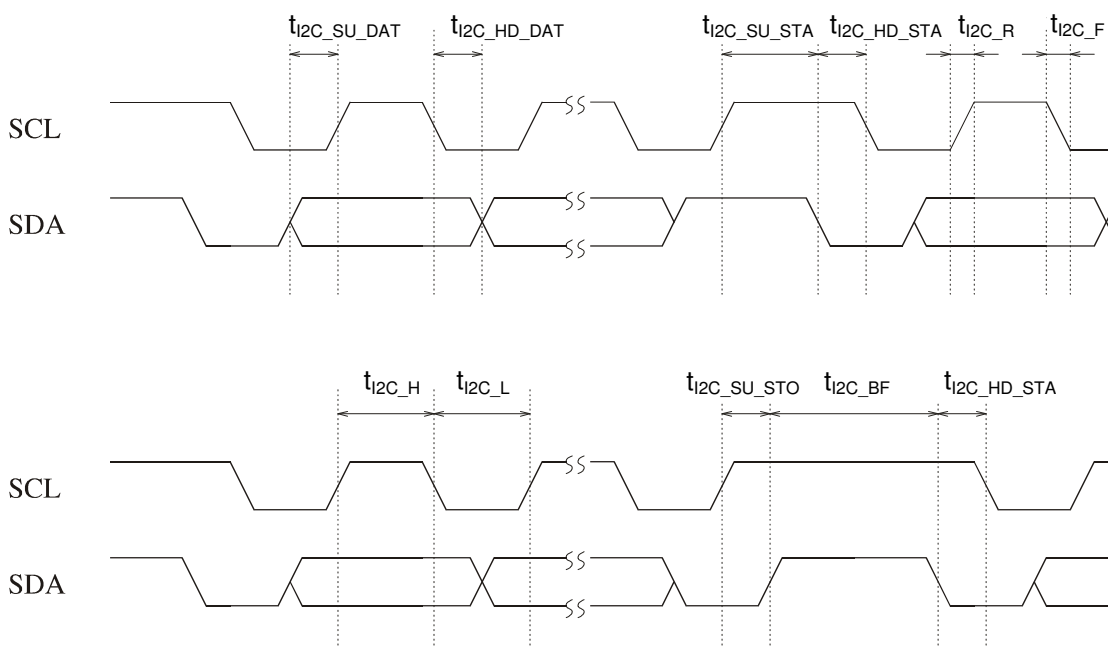 tI2C_SU_DAT tI2C_HD_DAT tI2C_SU_STA tI2C_HD_STA tI2C_R tI2C_F
SCL
SDA
tI2C_H tI2C_L tI2C_SU_STO tI2C_BF tI2C_HD_STA
SCL
SDA